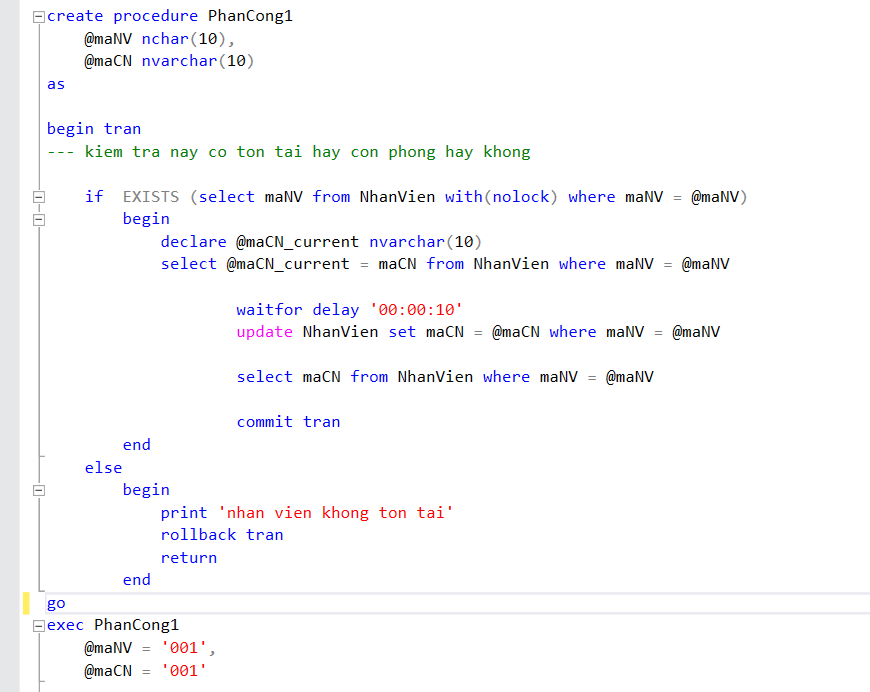 create procedure PhanCong1
@maNV nchar(10),
@maCN nvarchar(10)
as
begin tran
--- kiem tra nay co ton tai hay con phong hay khong
if EXISTS (select maNV from NhanVien with(nolock) where maNV = @maNV)
begin
declare @maCN_current nvarchar(10)
select @maCN_current = maCN from NhanVien where maNV = @maNV
waitfor delay '00:00:10'
update NhanVien set maCN = @maCN where maNV = @maNV
select maCN from NhanVien where maNV = @maNV
commit tran
end
else
begin
print 'nhan vien khong ton tai'
rollback tran
return
end
go
exec PhanCong1
@maNV = '001',
@maCN = '001'